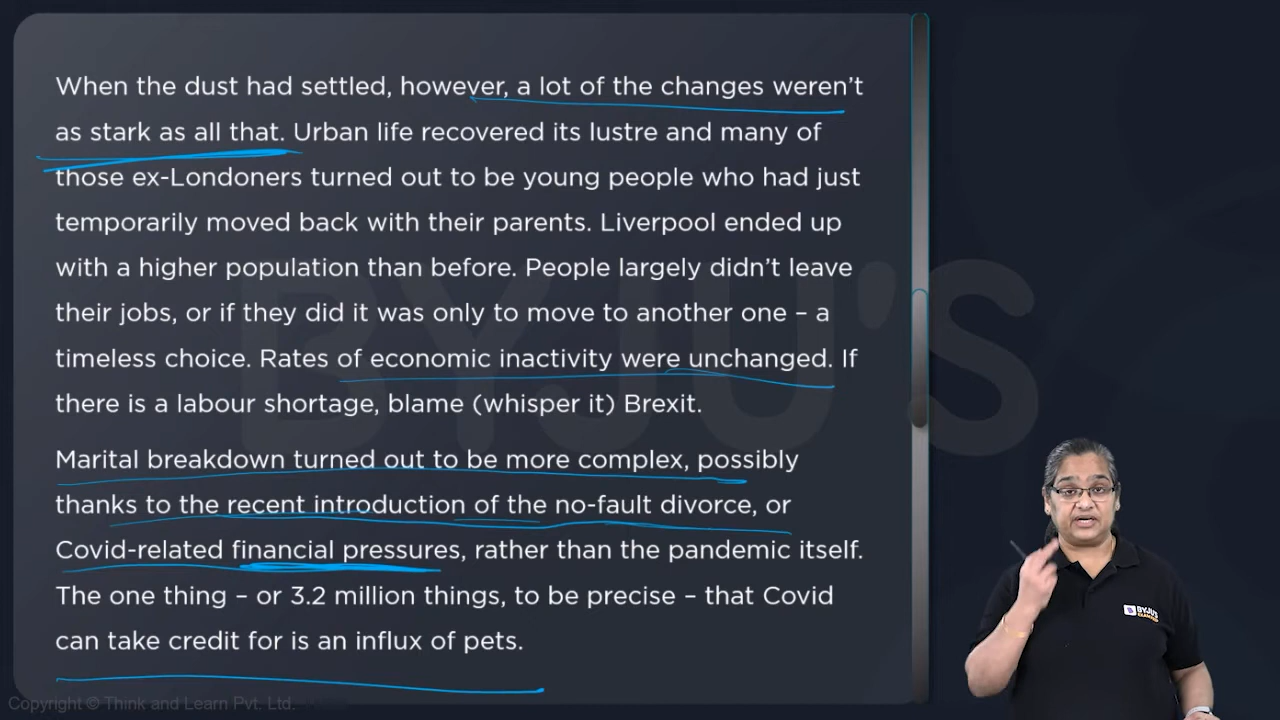 When the dust had settled, however, a lot of the changes weren't
as stark as all that. Urban life recovered its lustre and many of
those ex-Londoners turned out to be young people who had just
temporarily moved back with their parents. Liverpool ended up
with a higher population than before. People largely didn't leave
their jobs, or if they did it was only to move to another one – a
timeless choice. Rates of economic inactivity were unchanged. If
there is a labour shortage, blame (whisper it) Brexit.
Marital breakdown turned out to be more complex, possibly
thanks to the recent introduction of the no-fault divorce, or
Covid-related financial pressures, rather than the pandemic itself.
The one thing – or 3.2 million things, to be precise – that Covid
can take credit for is an influx of pets.
BYJU'S
BYJU'S
Copyright © Think and Learn Pvt. Ltd.